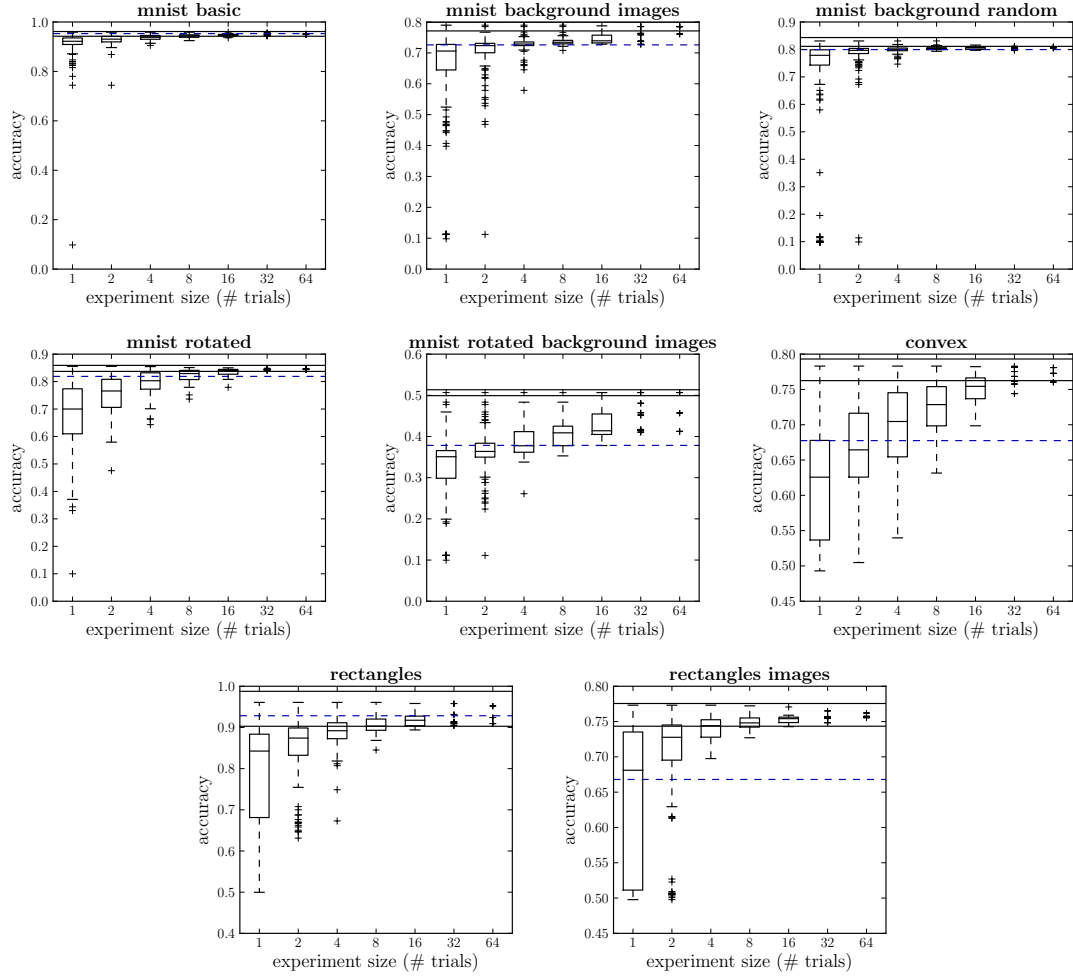 mnist basic
1.0
0.8
0.6
0.4
0.2
0.0
accuracy
1 2 4 8 16 32 64
experiment size (# trials)
mnist background images
0.8
0.7
0.6
0.5
0.4
0.3
0.2
0.1
0.0
accuracy
1 2 4 8 16 32 64
experiment size (# trials)
mnist background random
0.9
0.8
0.7
0.6
0.5
0.4
0.3
0.2
0.1
0.0
accuracy
1 2 4 8 16 32 64
experiment size (# trials)
mnist rotated
0.9
0.8
0.7
0.6
0.5
0.4
0.3
0.2
0.1
0.0
accuracy
1 2 4 8 16 32 64
experiment size (# trials)
mnist rotated background images
0.6
0.5
0.4
0.3
0.2
0.1
0.0
accuracy
1 2 4 8 16 32 64
experiment size (# trials)
convex
0.80
0.75
0.70
0.65
0.60
0.55
0.50
0.45
accuracy
1 2 4 8 16 32 64
experiment size (# trials)
rectangles
1.0
0.9
0.8
0.7
0.6
0.5
0.4
accuracy
1 2 4 8 16 32 64
experiment size (# trials)
rectangles images
0.80
0.75
0.70
0.65
0.60
0.55
0.50
0.45
accuracy
1 2 4 8 16 32 64
experiment size (# trials)